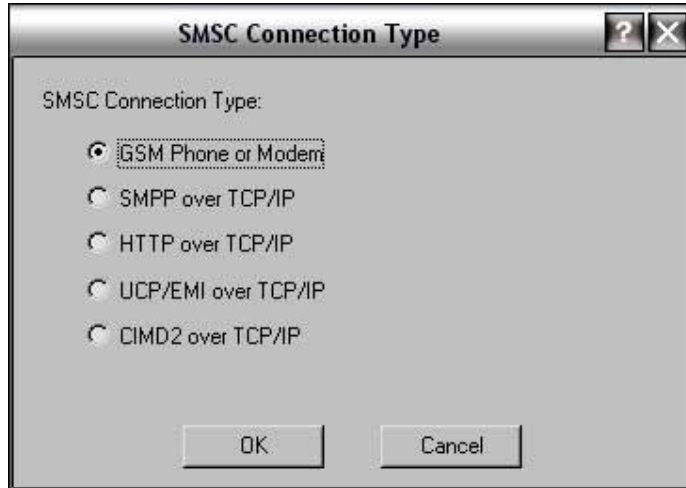 SMSC Connection Type ?
SMSC Connection Type:
GSM Phone or Modem
SMPP over TCP/IP
HTTP over TCP/IP
UCP/EMI over TCP/IP
CIMD2 over TCP/IP
OK Cancel